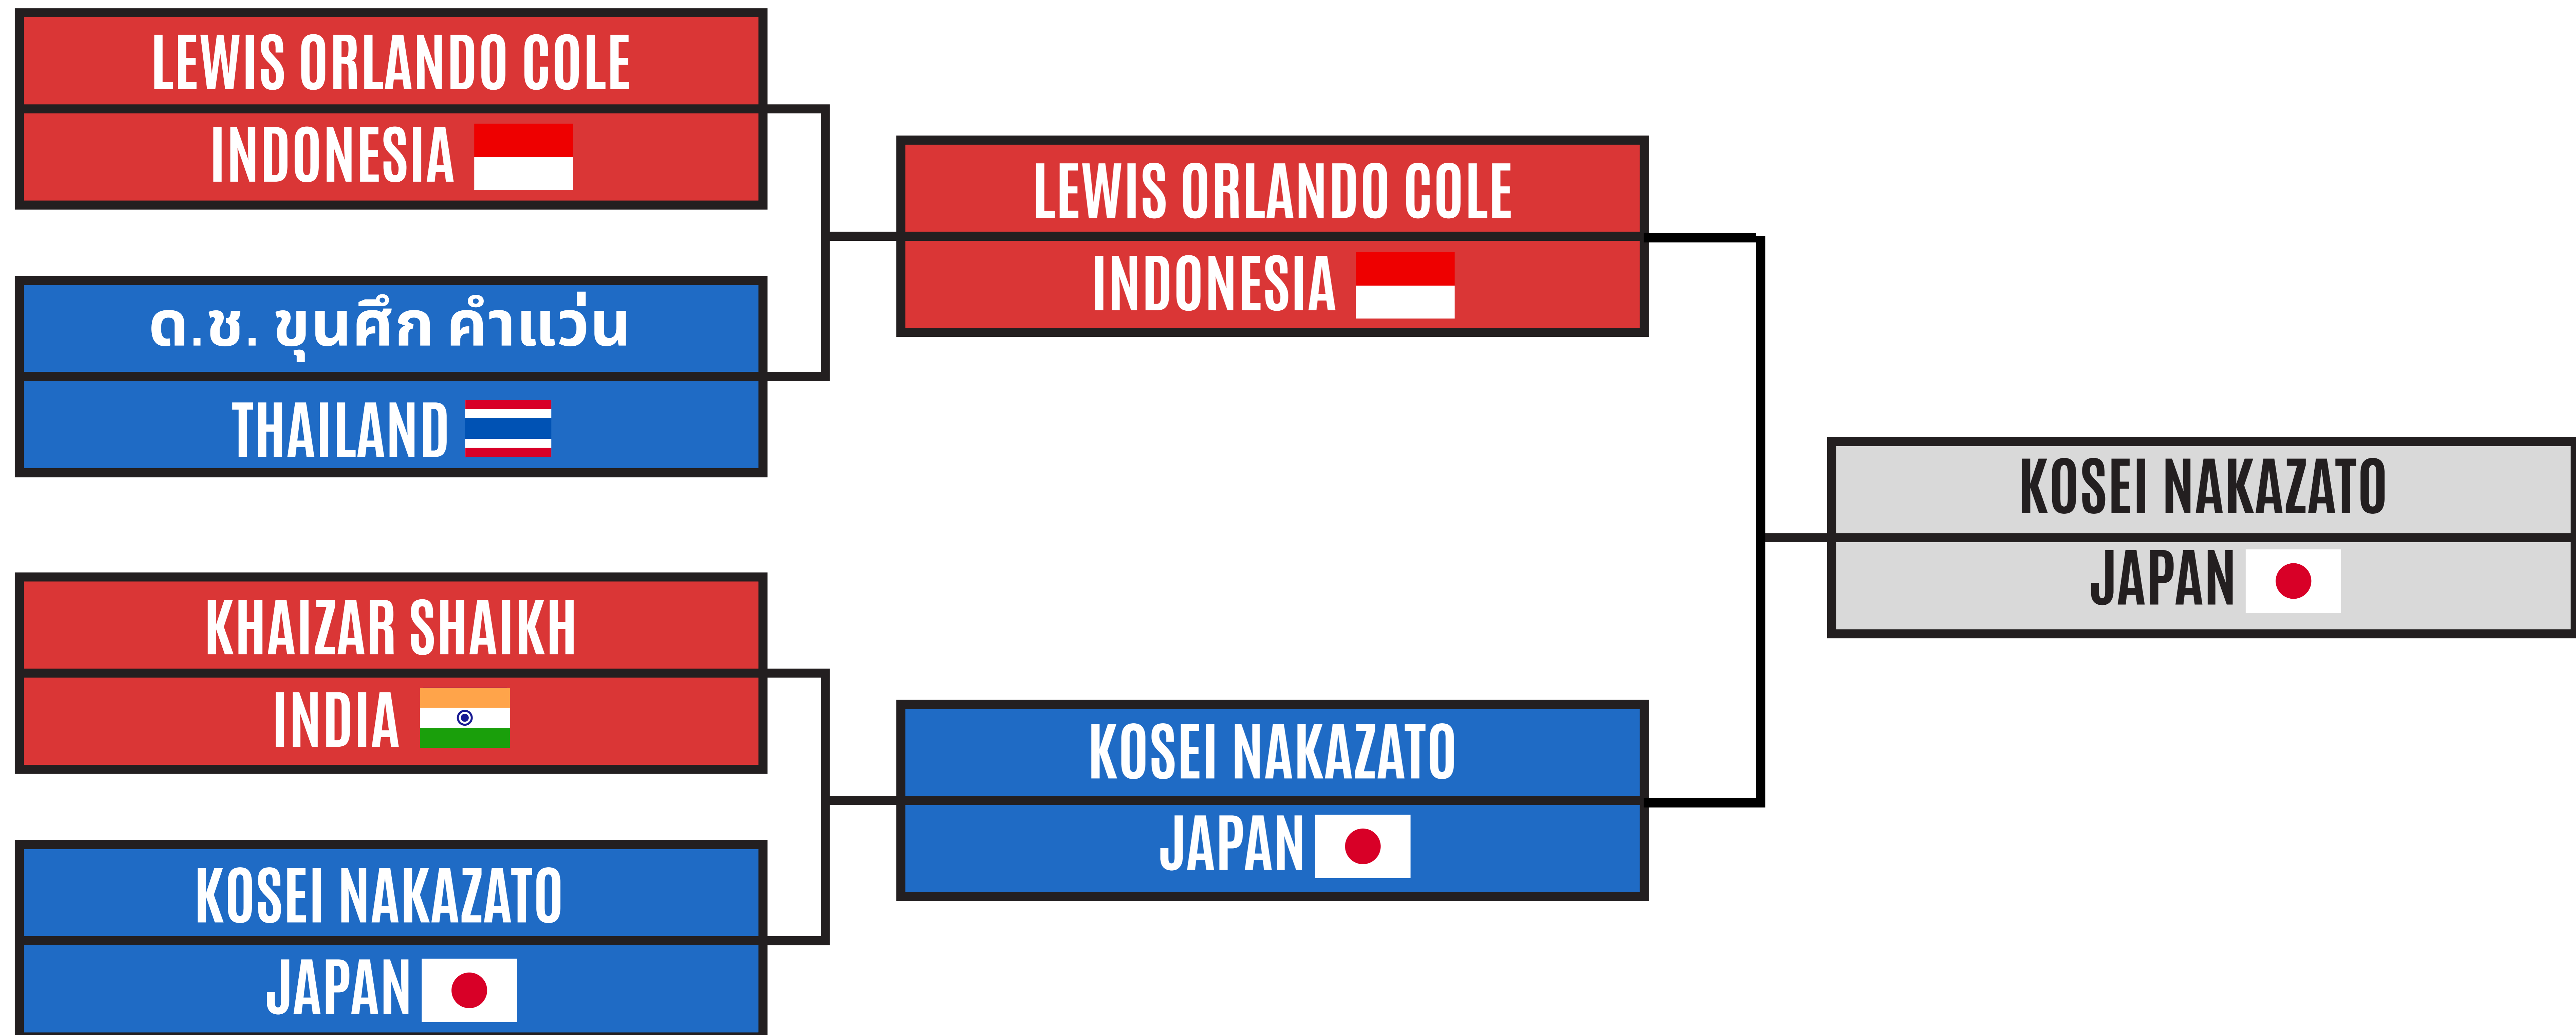 LEWIS ORLANDO COLE
INDONESIA
ด.ช. ขุนศึก คำแว่น
THAILAND
KHAIZAR SHAIKH
INDIA
KOSEI NAKAZATO
JAPAN
LEWIS ORLANDO COLE
INDONESIA
KOSEI NAKAZATO
JAPAN
KOSEI NAKAZATO
JAPAN